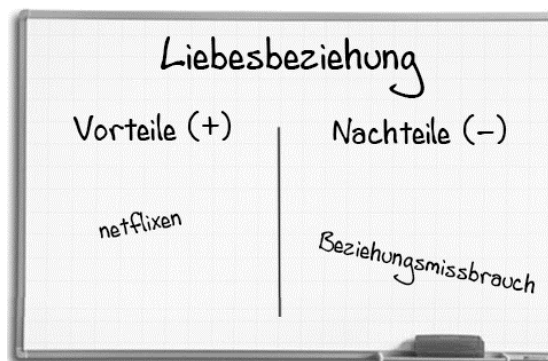 Liebesbeziehung
Vorteile (+)
Nachteile (-)
netflixen
Beziehungsmissbrauch